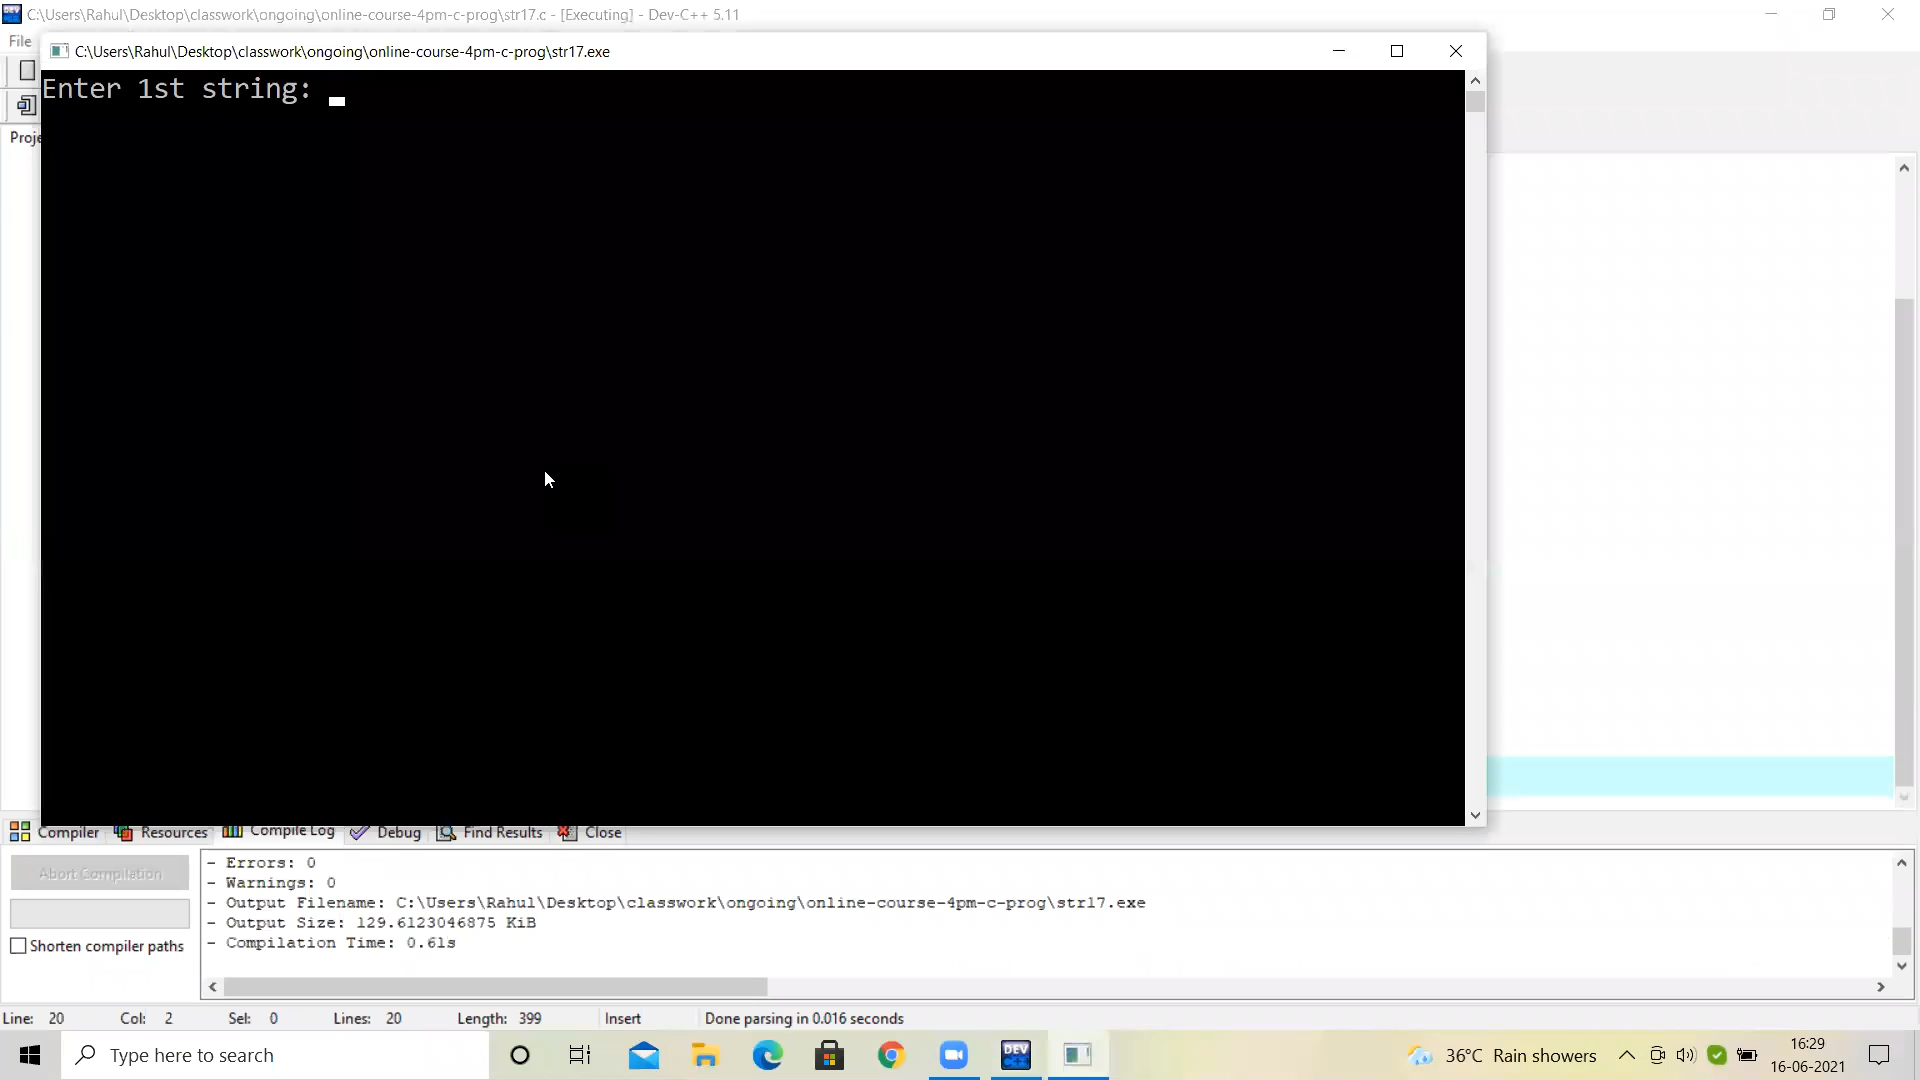 C:\Users\Rahul\Desktop\classwork\ongoing\online-course-4pm-c-prog\str17.c - [Executing] - Dev-C++ 5.11
File
C:\Users\Rahul\Desktop\classwork\ongoing\online-course-4pm-c-prog\str17.exe
Enter 1st string:
Proje
Compiler Resources Compile Log Debug Find Results Close
Abort Compilation
- Errors: 0
- Warnings: 0
- Output Filename: C:\Users\Rahul\Desktop\classwork\ongoing\online-course-4pm-c-prog\str17.exe
- Output Size: 129.6123046875 KiB
- Compilation Time: 0.61s
Shorten compiler paths
Line: 20 Col: 2 Sel: 0 Lines: 20 Length: 399 Insert Done parsing in 0.016 seconds
Type here to search
DEV
36°C Rain showers
16:29
16-06-2021